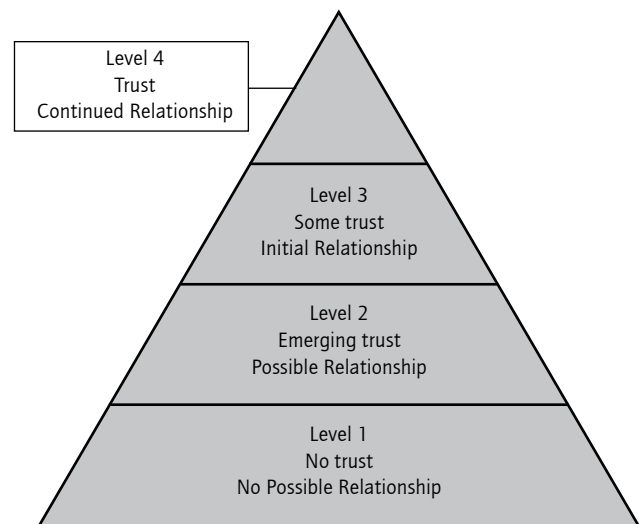 Level 4
Trust
Continued Relationship
Level 3
Some trust
Initial Relationship
Level 2
Emerging trust
Possible Relationship
Level 1
No trust
No Possible Relationship